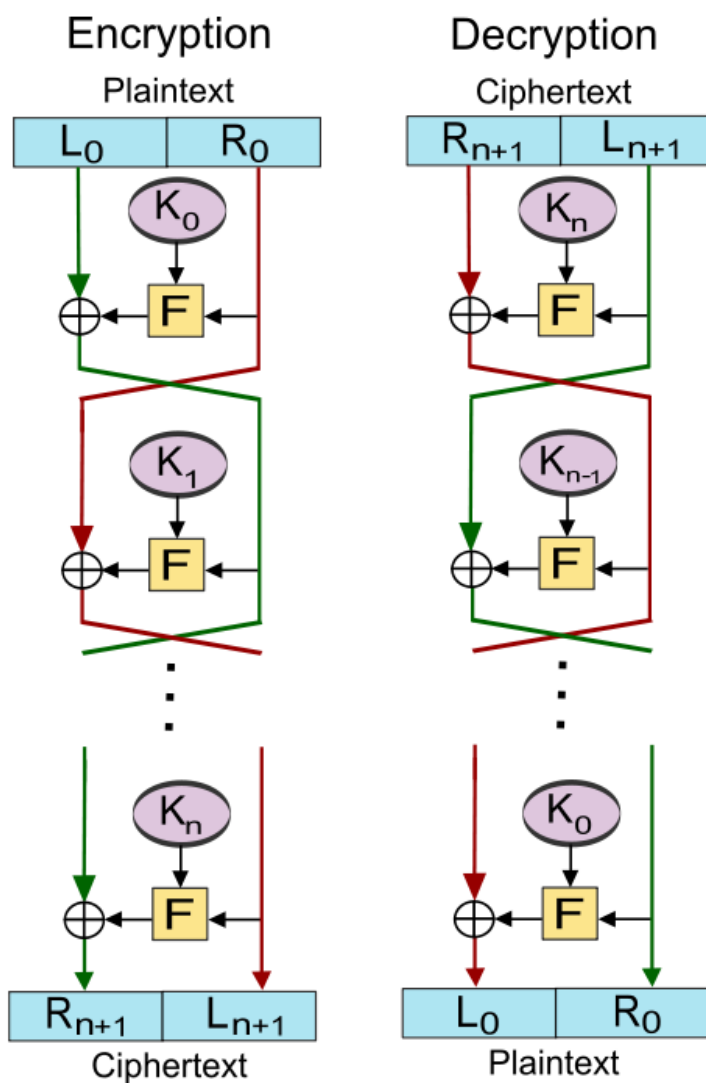 Encryption
Plaintext
L₀ R₀
K₀
F
K₁
F
Kₙ
F
Rₙ₊₁ Lₙ₊₁
Ciphertext
Decryption
Ciphertext
Rₙ₊₁ Lₙ₊₁
Kₙ
F
Kₙ₋₁
F
K₀
F
L₀ R₀
Plaintext